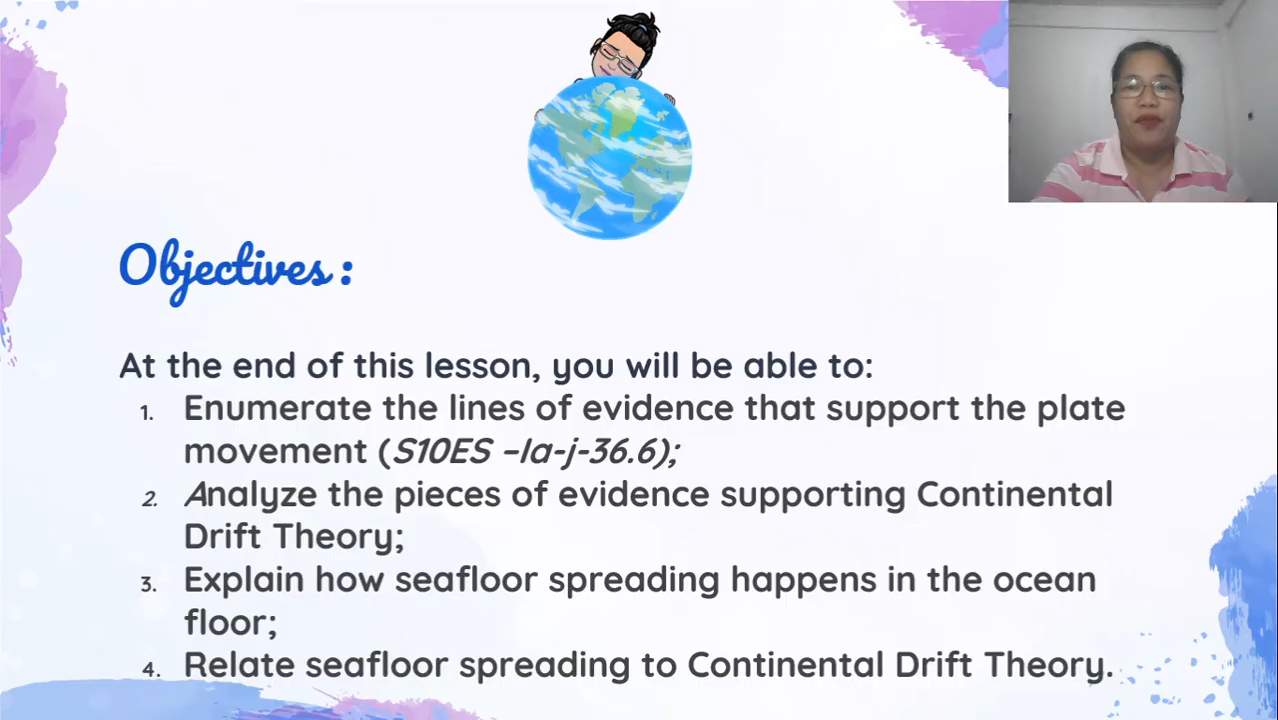 Objectives :
At the end of this lesson, you will be able to:
1. Enumerate the lines of evidence that support the plate
movement (S10ES –Ia-j-36.6);
2. Analyze the pieces of evidence supporting Continental
Drift Theory;
3. Explain how seafloor spreading happens in the ocean
floor;
4. Relate seafloor spreading to Continental Drift Theory.